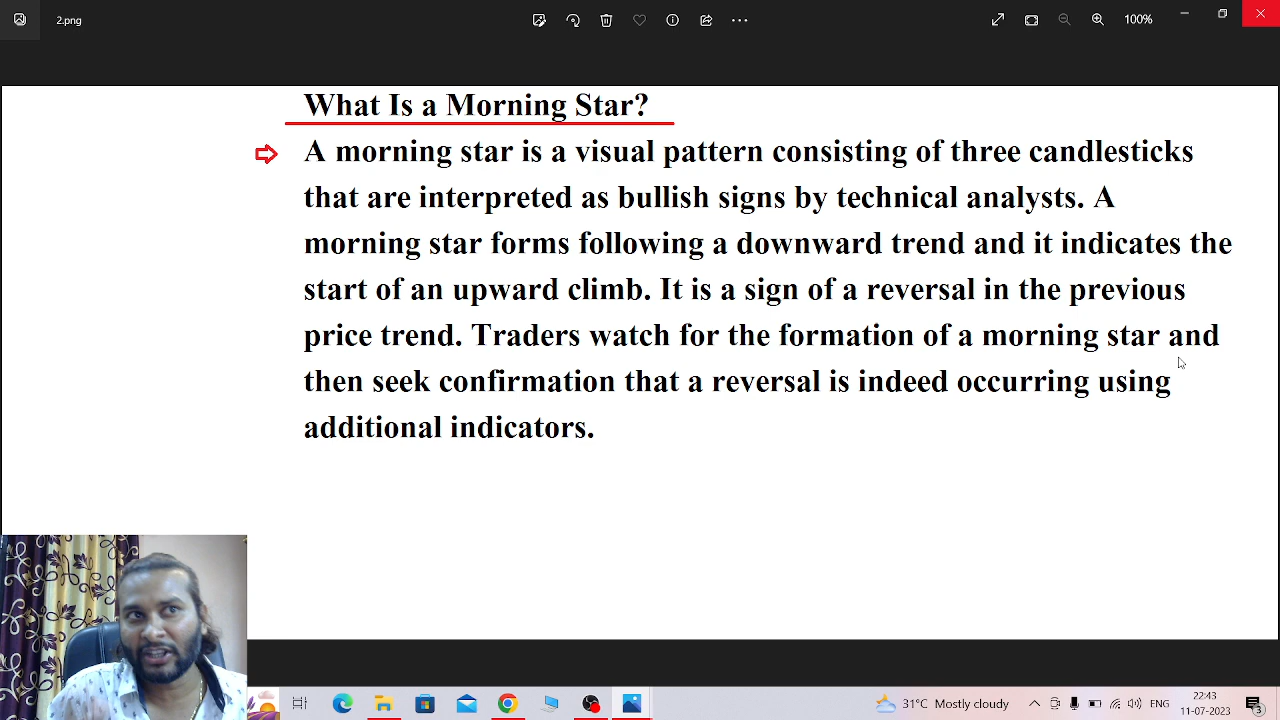 2.png
100%
What Is a Morning Star?
A morning star is a visual pattern consisting of three candlesticks
that are interpreted as bullish signs by technical analysts. A
morning star forms following a downward trend and it indicates the
start of an upward climb. It is a sign of a reversal in the previous
price trend. Traders watch for the formation of a morning star and
then seek confirmation that a reversal is indeed occurring using
additional indicators.
31°C Mostly cloudy
ENG
22:43
11-07-2023
3